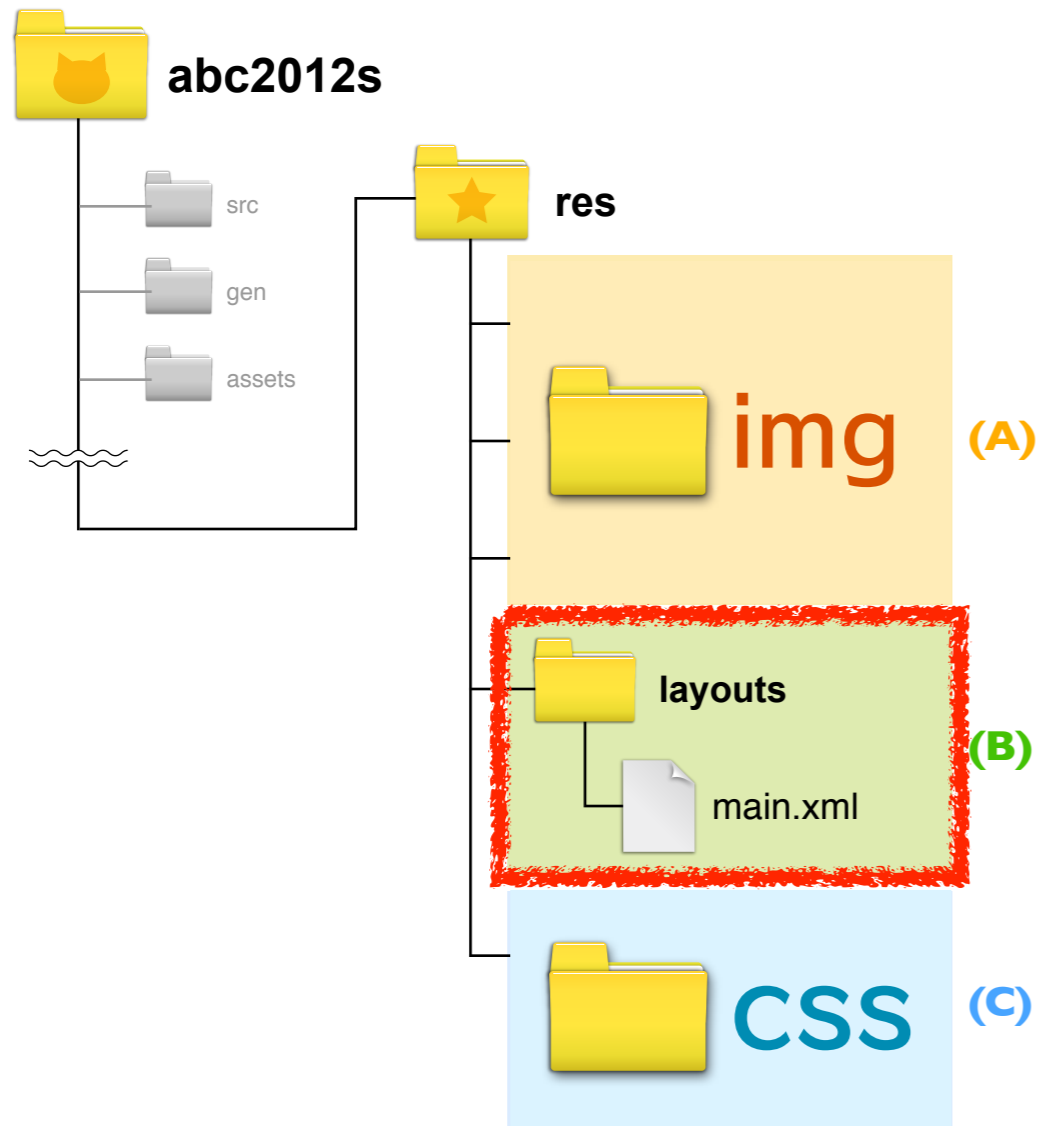 abc2012s
src
res
gen
assets
img
(A)
layouts
(B)
main.xml
css
(C)